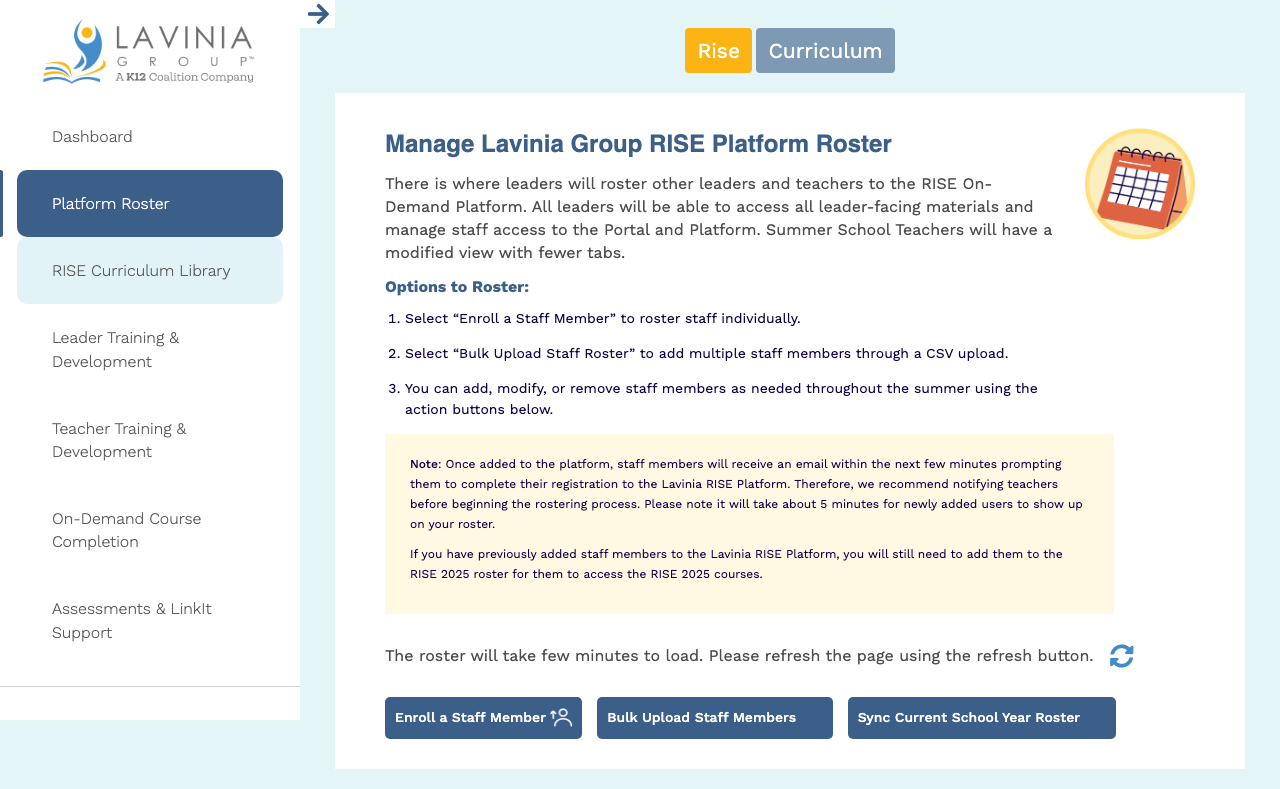 LAVINIA
GROUP™
A K12 Coalition Company
Dashboard
Platform Roster
RISE Curriculum Library
Leader Training &
Development
Teacher Training &
Development
On-Demand Course
Completion
Assessments & LinkIt
Support
Rise
Curriculum
Manage Lavinia Group RISE Platform Roster
There is where leaders will roster other leaders and teachers to the RISE On-
Demand Platform. All leaders will be able to access all leader-facing materials and
manage staff access to the Portal and Platform. Summer School Teachers will have a
modified view with fewer tabs.
Options to Roster:
1. Select “Enroll a Staff Member” to roster staff individually.
2. Select “Bulk Upload Staff Roster” to add multiple staff members through a CSV upload.
3. You can add, modify, or remove staff members as needed throughout the summer using the
action buttons below.
Note: Once added to the platform, staff members will receive an email within the next few minutes prompting
them to complete their registration to the Lavinia RISE Platform. Therefore, we recommend notifying teachers
before beginning the rostering process. Please note it will take about 5 minutes for newly added users to show up
on your roster.
If you have previously added staff members to the Lavinia RISE Platform, you will still need to add them to the
RISE 2025 roster for them to access the RISE 2025 courses.
The roster will take few minutes to load. Please refresh the page using the refresh button.
Enroll a Staff Member
Bulk Upload Staff Members
Sync Current School Year Roster